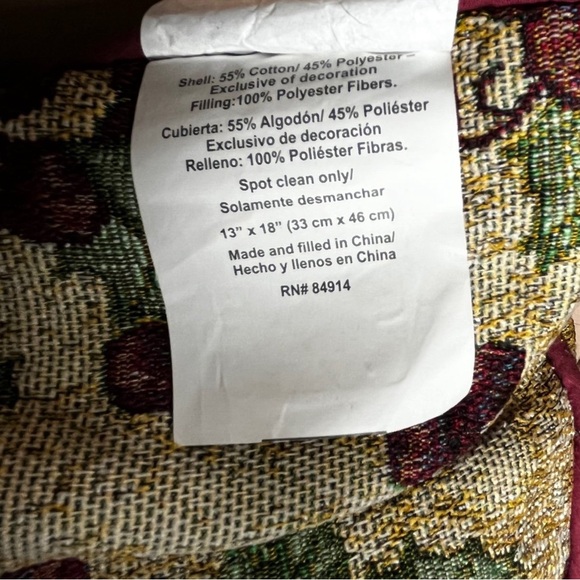 Shell: 55% Cotton/ 45% Polyester –
Exclusive of decoration
Filling:100% Polyester Fibers.
Cubierta: 55% Algodón/ 45% Poliéster
Exclusivo de decoración
Relleno: 100% Poliéster Fibras.
Spot clean only/
Solamente desmanchar
13" x 18" (33 cm x 46 cm)
Made and filled in China/
Hecho y llenos en China
RN# 84914